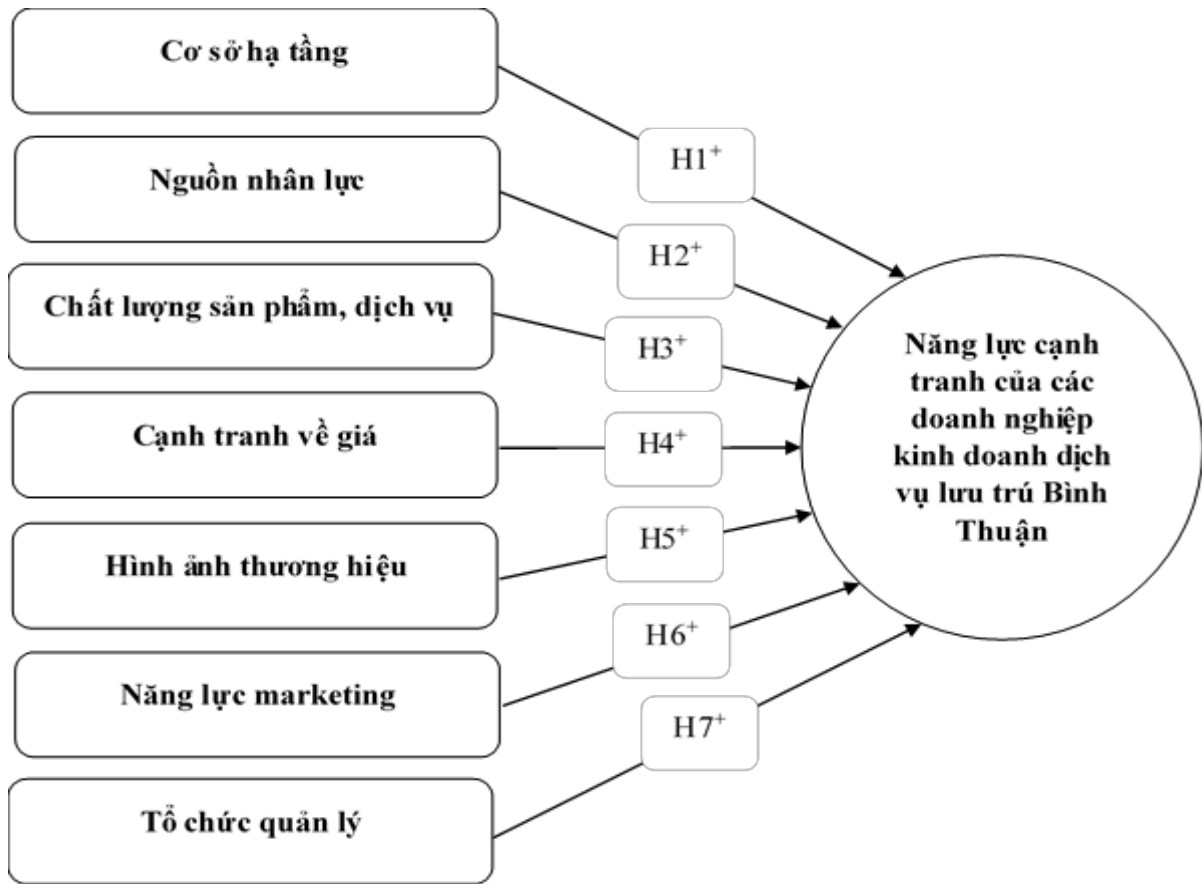 Cơ sở hạ tầng
H1+
Nguồn nhân lực
H2+
Chất lượng sản phẩm, dịch vụ
H3+
Cạnh tranh về giá
H4+
Hình ảnh thương hiệu
H5+
Năng lực marketing
H6+
Tổ chức quản lý
H7+
Năng lực cạnh
tranh của các
doanh nghiệp
kinh doanh dịch
vụ lưu trú Bình
Thuận